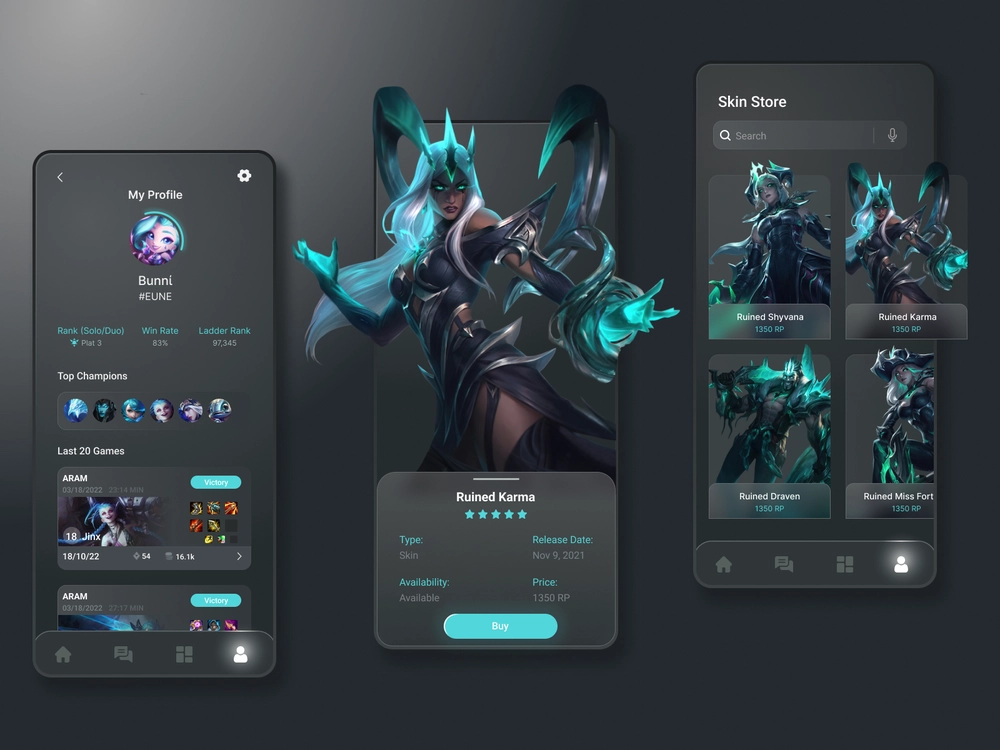 My Profile
Bunní
#EUNE
Rank (Solo/Duo)
Win Rate
Ladder Rank
Plat 3
83%
97,345
Top Champions
Last 20 Games
ARAM
Victory
03/18/2022
23:14 MIN
18
Jinx
18/10/22
54
16.1k
ARAM
Victory
03/18/2022
27:17 MIN
Ruined Karma
Type:
Release Date:
Skin
Nov 9, 2021
Availability:
Price:
Available
1350 RP
Buy
Skin Store
Search
Ruined Shyvana
1350 RP
Ruined Karma
1350 RP
Ruined Draven
1350 RP
Ruined Miss Fort
1350 RP